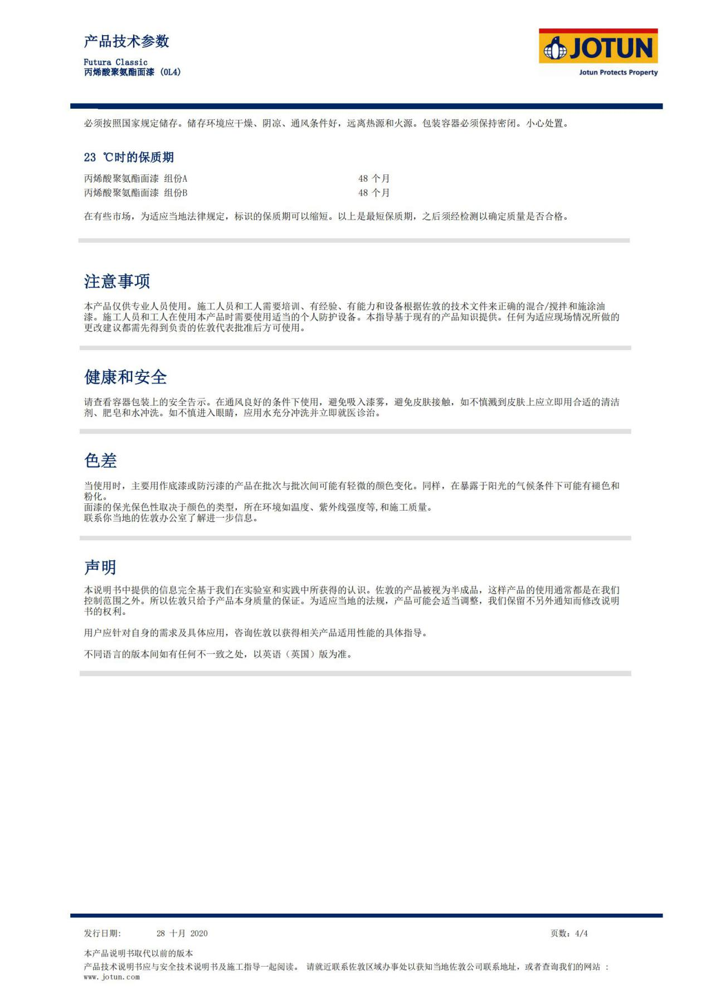 产品技术参数
Futura Classic
丙烯酸聚氨酯面漆 (0L4)
JOTUN
Jotun Protects Property
必须按照国家规定储存。储存环境应干燥、阴凉、通风条件好，远离热源和火源。包装容器必须保持密闭。小心处置。
23 ℃时的保质期
丙烯酸聚氨酯面漆 组份A 48 个月
丙烯酸聚氨酯面漆 组份B 48 个月
在有些市场，为适应当地法律规定，标识的保质期可以缩短。以上是最短保质期，之后须经检测以确定质量是否合格。
注意事项
本产品仅供专业人员使用。施工人员和工人需要培训、有经验、有能力和设备根据佐敦的技术文件来正确的混合/搅拌和施涂油
漆。施工人员和工人在使用本产品时需要使用适当的个人防护设备。本指导基于现有的产品知识提供。任何为适应现场情况所做的
更改建议都需先得到负责的佐敦代表批准后方可使用。
健康和安全
请查看容器包装上的安全告示。在通风良好的条件下使用，避免吸入漆雾，避免皮肤接触，如不慎溅到皮肤上应立即用合适的清洁
剂、肥皂和水冲洗。如不慎进入眼睛，应用水充分冲洗并立即就医诊治。
色差
当使用时，主要用作底漆或防污漆的产品在批次与批次间可能有轻微的颜色变化。同样，在暴露于阳光的气候条件下可能有褪色和
粉化。
面漆的保光保色性取决于颜色的类型，所在环境如温度、紫外线强度等,和施工质量。
联系你当地的佐敦办公室了解进一步信息。
声明
本说明书中提供的信息完全基于我们在实验室和实践中所获得的认识。佐敦的产品被视为半成品，这样产品的使用通常都是在我们
控制范围之外。所以佐敦只给予产品本身质量的保证。为适应当地的法规，产品可能会适当调整，我们保留不另外通知而修改说明
书的权利。
用户应针对自身的需求及具体应用，咨询佐敦以获得相关产品适用性能的具体指导。
不同语言的版本间如有任何不一致之处，以英语（英国）版为准。
发行日期: 28 十月 2020 页数: 4/4
本产品说明书取代以前的版本
产品技术说明书应与安全技术说明书及施工指导一起阅读。 请就近联系佐敦区域办事处以获知当地佐敦公司联系地址，或者查询我们的网站 :
www.jotun.com